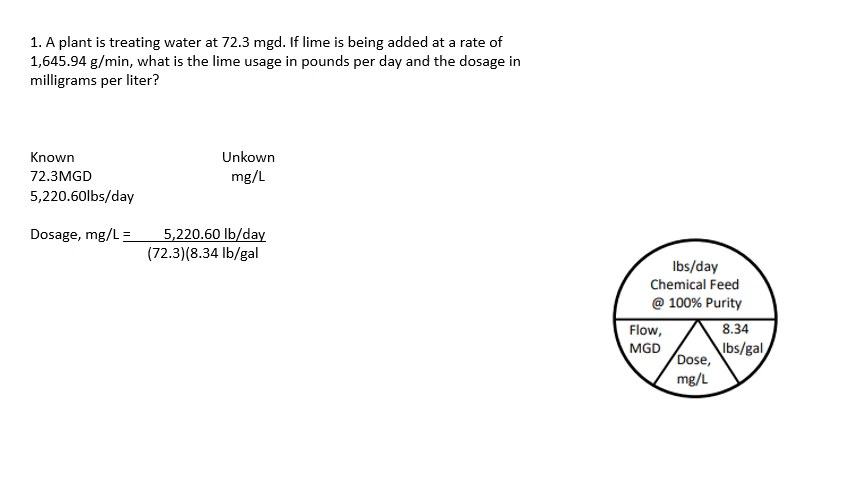 1. A plant is treating water at 72.3 mgd. If lime is being added at a rate of
1,645.94 g/min, what is the lime usage in pounds per day and the dosage in
milligrams per liter?
Known Unkown
72.3MGD mg/L
5,220.60lbs/day
Dosage, mg/L = 5,220.60 lb/day
(72.3)(8.34 lb/gal
lbs/day
Chemical Feed
@ 100% Purity
Flow,
MGD
Dose,
mg/L
8.34
lbs/gal